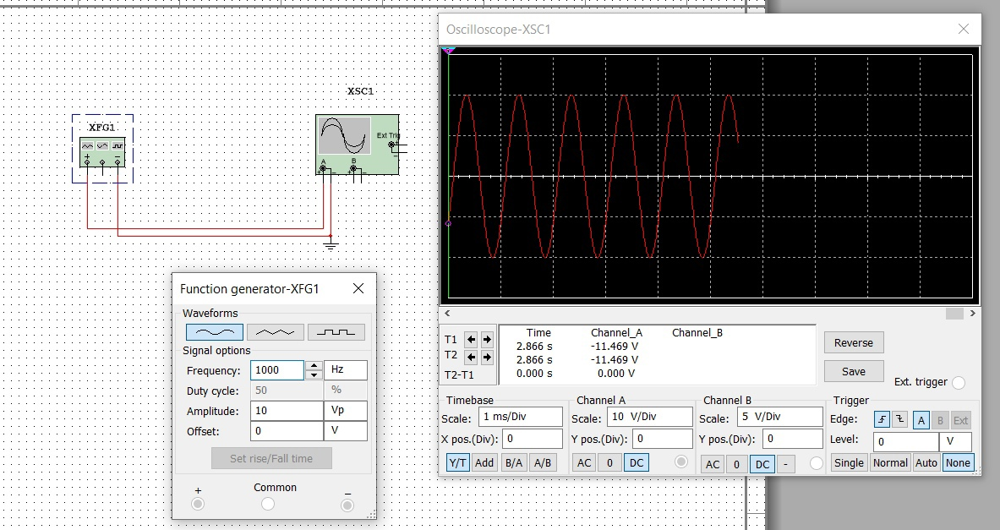 Oscilloscope-XSC1
XSC1
Ext Trig
A
B
+
−
+
−
+
−
XFG1
+
−
Function generator-XFG1
Waveforms
Signal options
Frequency: 1000 Hz
Duty cycle: 50 %
Amplitude: 10 Vp
Offset: 0 V
Set rise/Fall time
+ Common −
Time Channel_A Channel_B
T1 2.866 s -11.469 V
T2 2.866 s -11.469 V
T2-T1 0.000 s 0.000 V
Reverse
Save
Ext. trigger
Timebase
Scale: 1 ms/Div
X pos.(Div): 0
Y/T Add B/A A/B
Channel A
Scale: 10 V/Div
Y pos.(Div): 0
AC 0 DC
Channel B
Scale: 5 V/Div
Y pos.(Div): 0
AC 0 DC -
Trigger
Edge: A B Ext
Level: 0 V
Single Normal Auto None